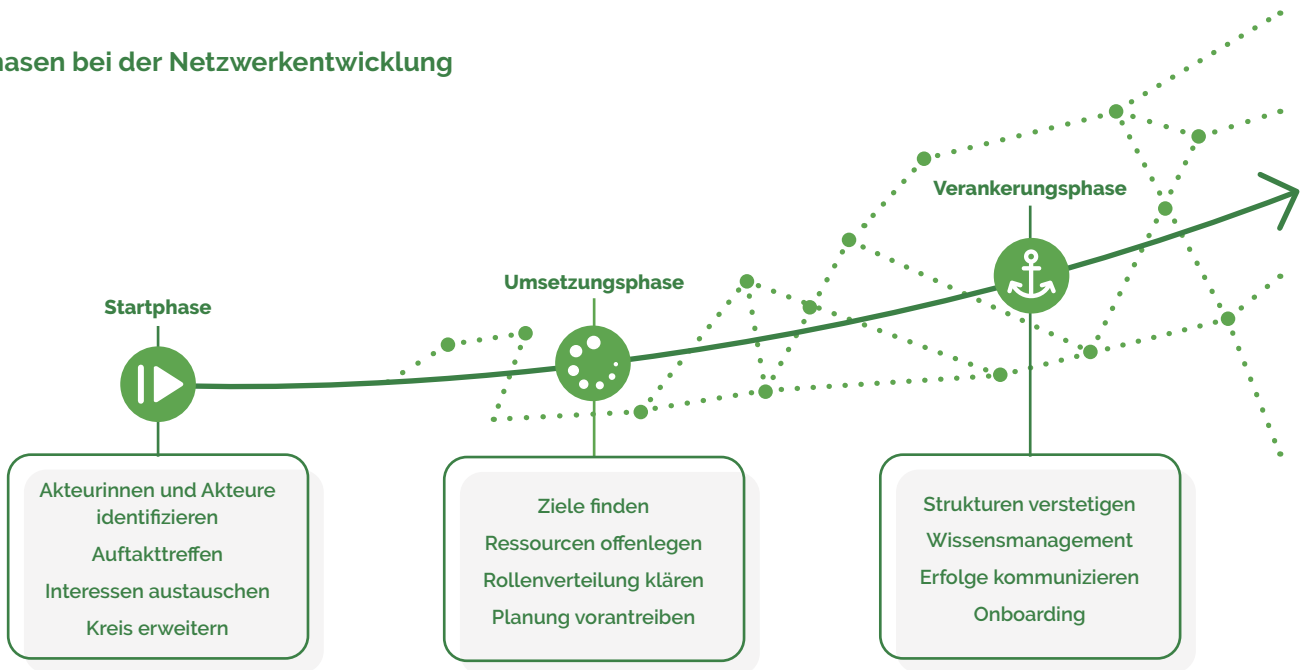 hasen bei der Netzwerkentwicklung
Verankerungsphase
Umsetzungsphase
Startphase
Akteurinnen und Akteure
identifizieren
Auftakttreffen
Interessen austauschen
Kreis erweitern
Ziele finden
Ressourcen offenlegen
Rollenverteilung klären
Planung vorantreiben
Strukturen verstetigen
Wissensmanagement
Erfolge kommunizieren
Onboarding